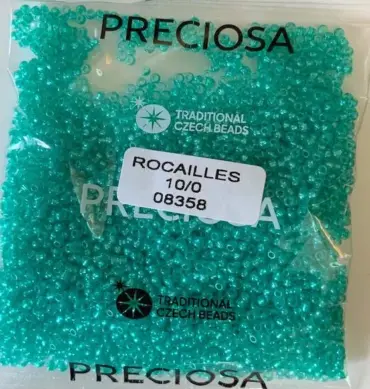 PRECIOSA
TRADITIONAL
CZECH BEADS
ROCAILLES
10/0
08358
PRECIOSA
TRADITIONAL
CZECH BEADS
PRECIOSA